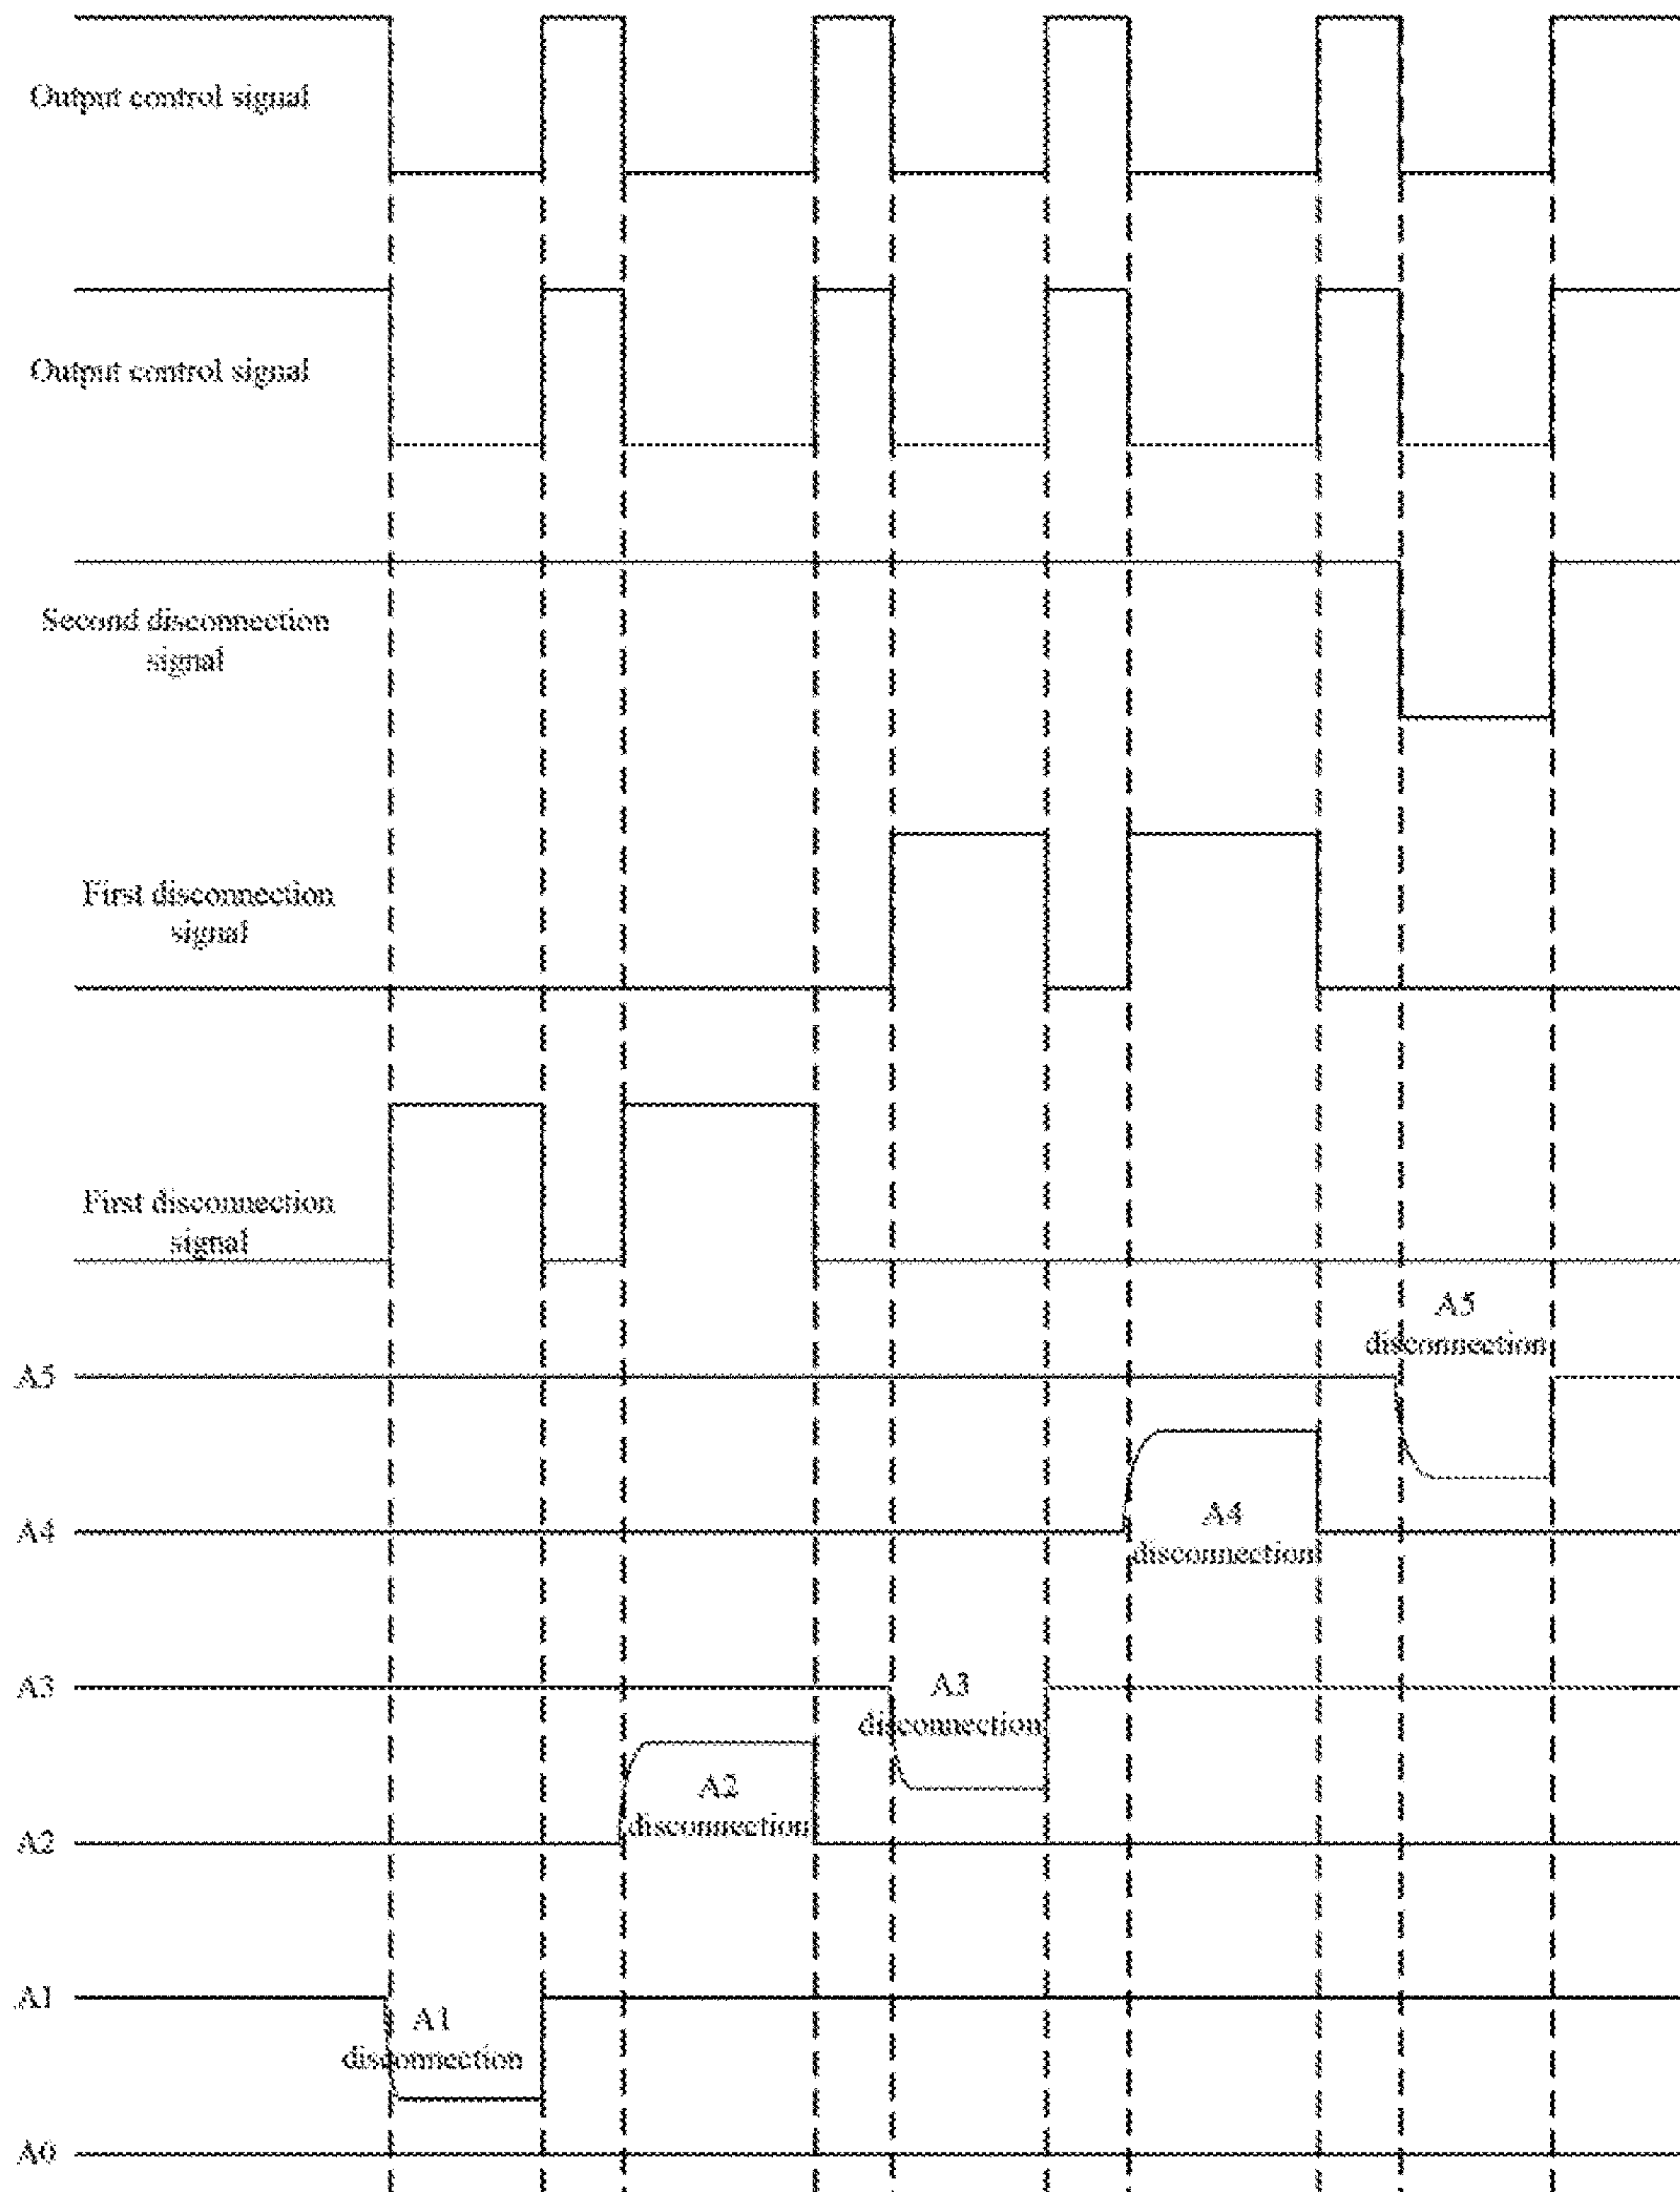 Output control signal
Output control signal
Second disconnection
signal
First disconnection
signal
First disconnection
signal
A5
disconnection
A5
A4
disconnection
A4
A3
disconnection
A3
A2
disconnection
A2
A1
A1
disconnection
A0